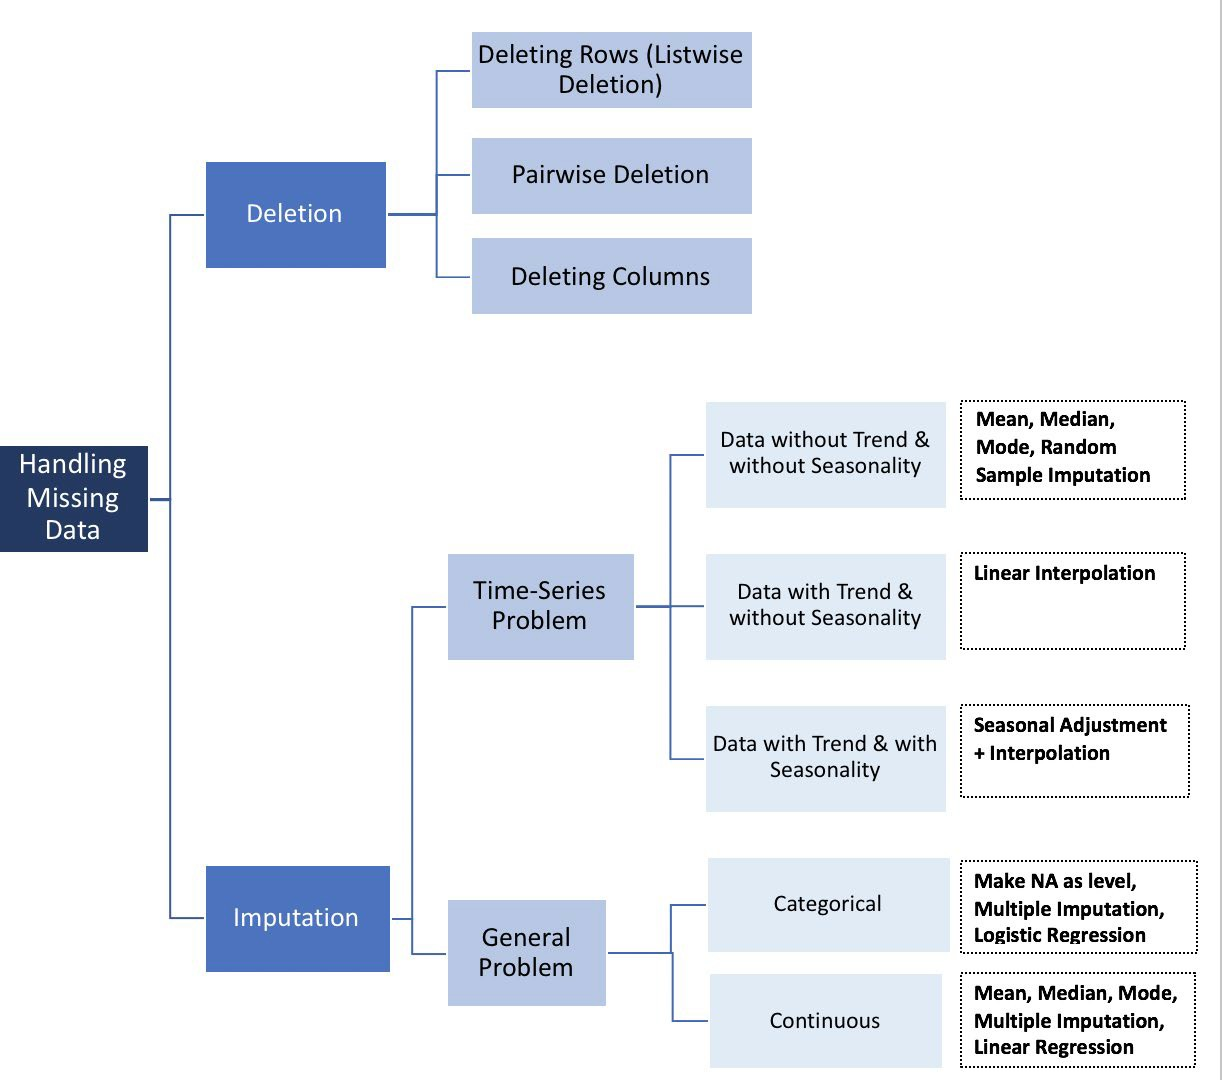 Deleting Rows (Listwise
Deletion)
Pairwise Deletion
Deletion
Deleting Columns
Handling
Missing
Data
Data without Trend &
without Seasonality
Mean, Median,
Mode, Random
Sample Imputation
Time-Series
Problem
Data with Trend &
without Seasonality
Linear Interpolation
Data with Trend & with
Seasonality
Seasonal Adjustment
+ Interpolation
Imputation
General
Problem
Categorical
Make NA as level,
Multiple Imputation,
Logistic Regression
Continuous
Mean, Median, Mode,
Multiple Imputation,
Linear Regression